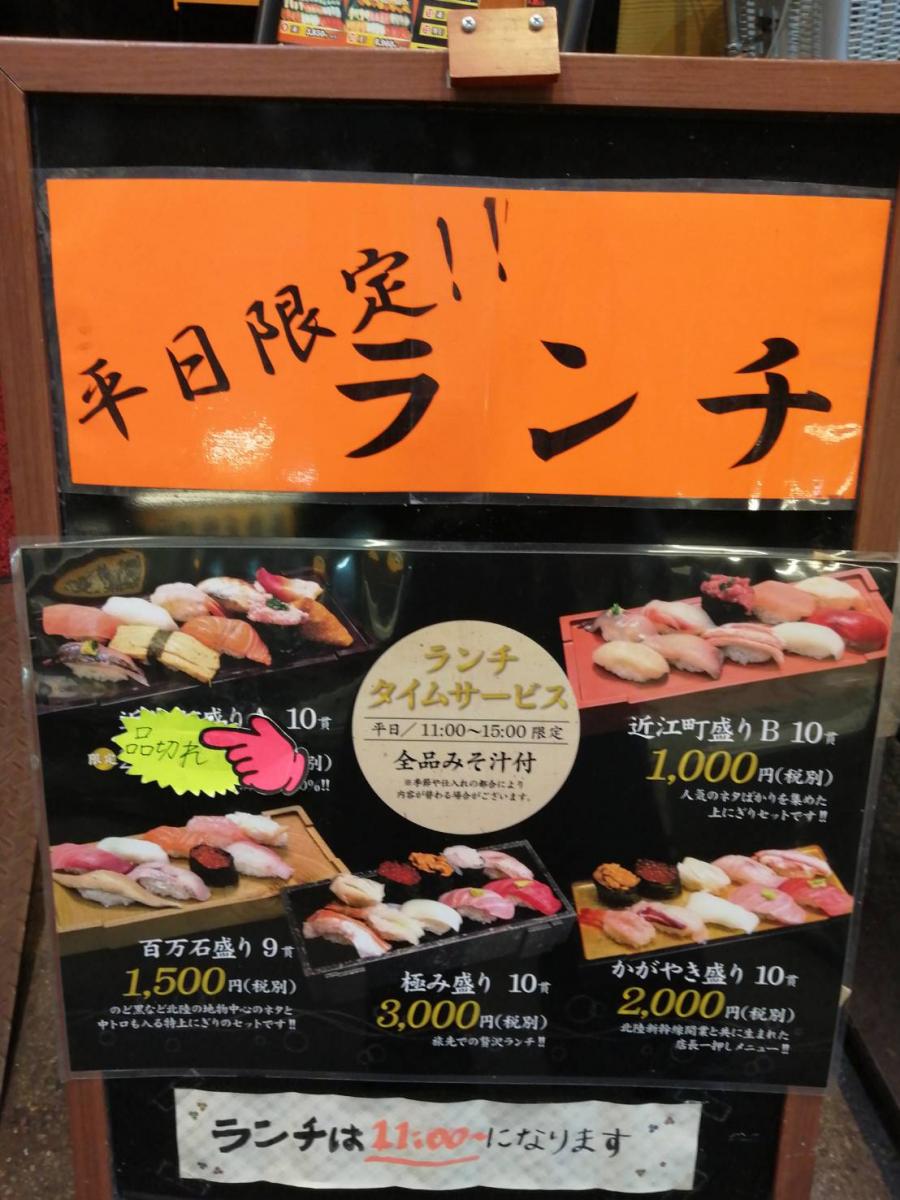 平日限定!!
ランチ
ランチ
タイムサービス
平日/11:00～15:00限定
全品みそ汁付
※季節や仕入れの都合により
内容が替わる場合がございます。
盛りA 10貫
限定
品切れ
別)
%!!
近江町盛りB 10貫
1,000円(税別)
人気のネタばかりを集めた
上にぎりセットです!!
百万石盛り 9貫
1,500円(税別)
のど黒など北陸の地物中心のネタと
中トロも入る特上にぎりのセットです!!
極み盛り 10貫
3,000円(税別)
旅先での贅沢ランチ!!
かがやき盛り 10貫
2,000円(税別)
北陸新幹線開業と共に生まれた
店長一押しメニュー!!
ランチは11:00～になります